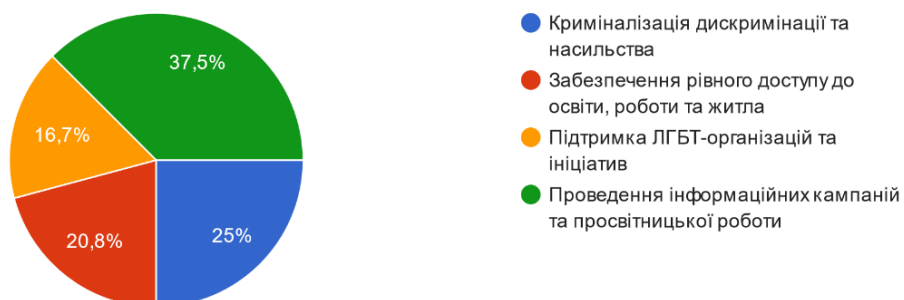 37,5%
16,7%
20,8%
25%
Криміналізація дискримінації та
насильства
Забезпечення рівного доступу до
освіти, роботи та житла
Підтримка ЛГБТ-організацій та
ініціатив
Проведення інформаційних кампаній
та просвітницької роботи